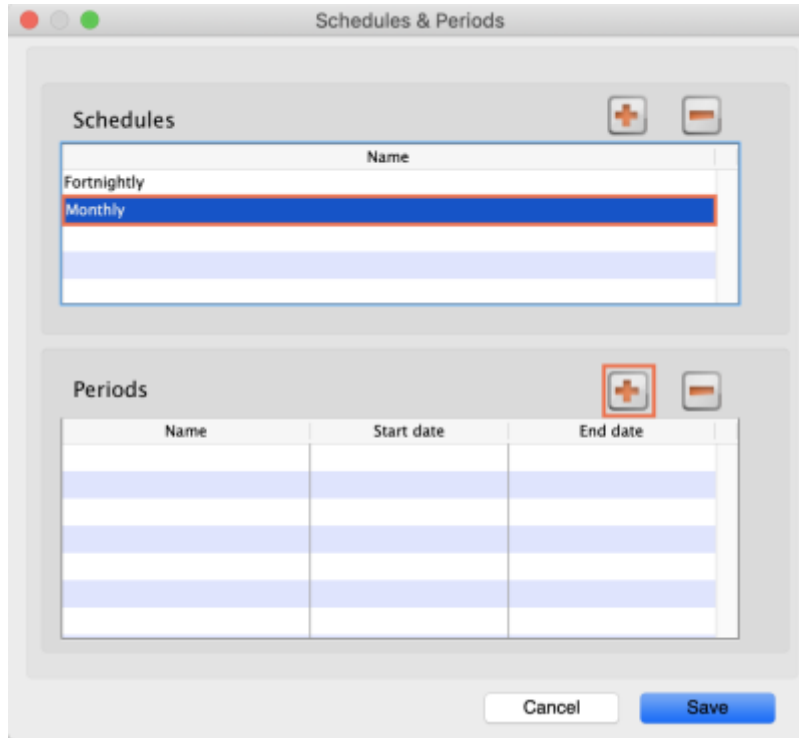 Schedules & Periods
Schedules
Name
Fortnightly
Monthly
Periods
Name Start date End date
Cancel Save